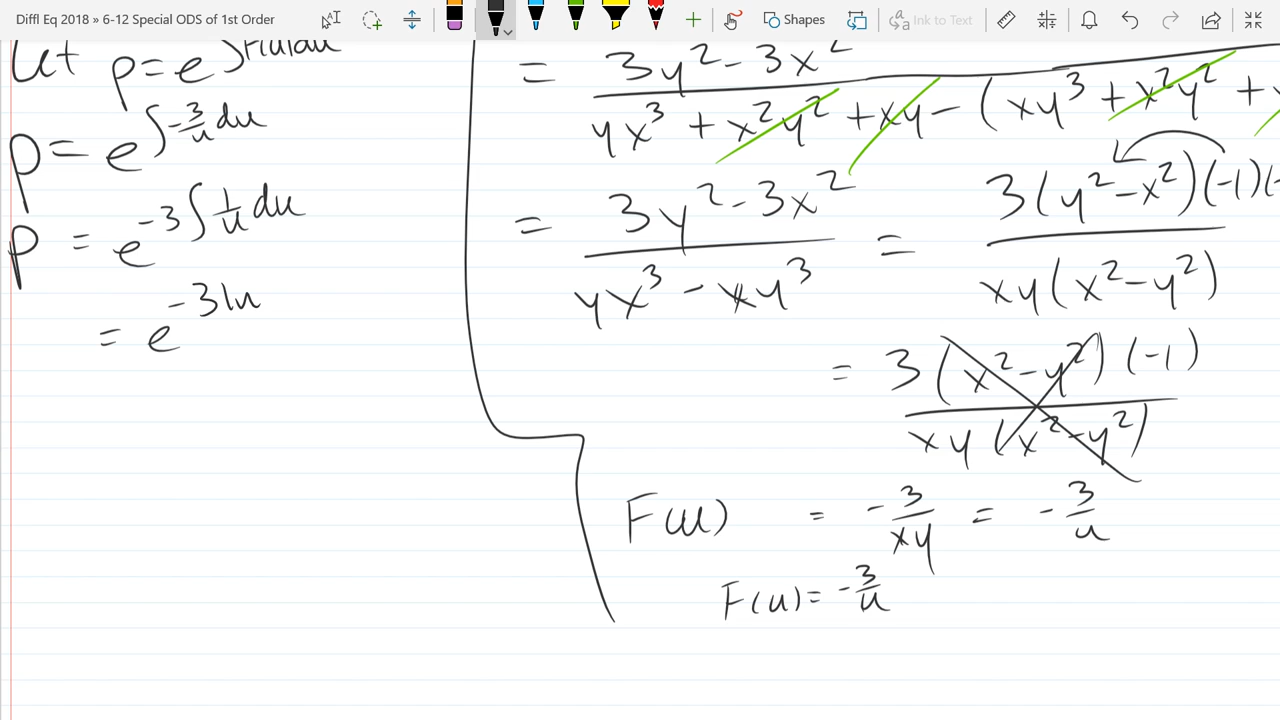 Diffl Eq 2018 » 6-12 Special ODS of 1st Order
Shapes
Ink to Text
Let p = e^∫F(u)du
p = e^∫-3/u du
p = e^-3∫1/u du
= e^-3ln
= (3y² - 3x²)/(yx³ + x²y² + xy - (xy³ + x²y² +
= (3y² - 3x²)/(yx³ - xy³) = 3(y² - x²)(-1)(-/(xy(x² - y²))
= 3(x² - y²)(-1)/(xy(x² - y²))
F(u) = -3/xy = -3/u
F(u) = -3/u